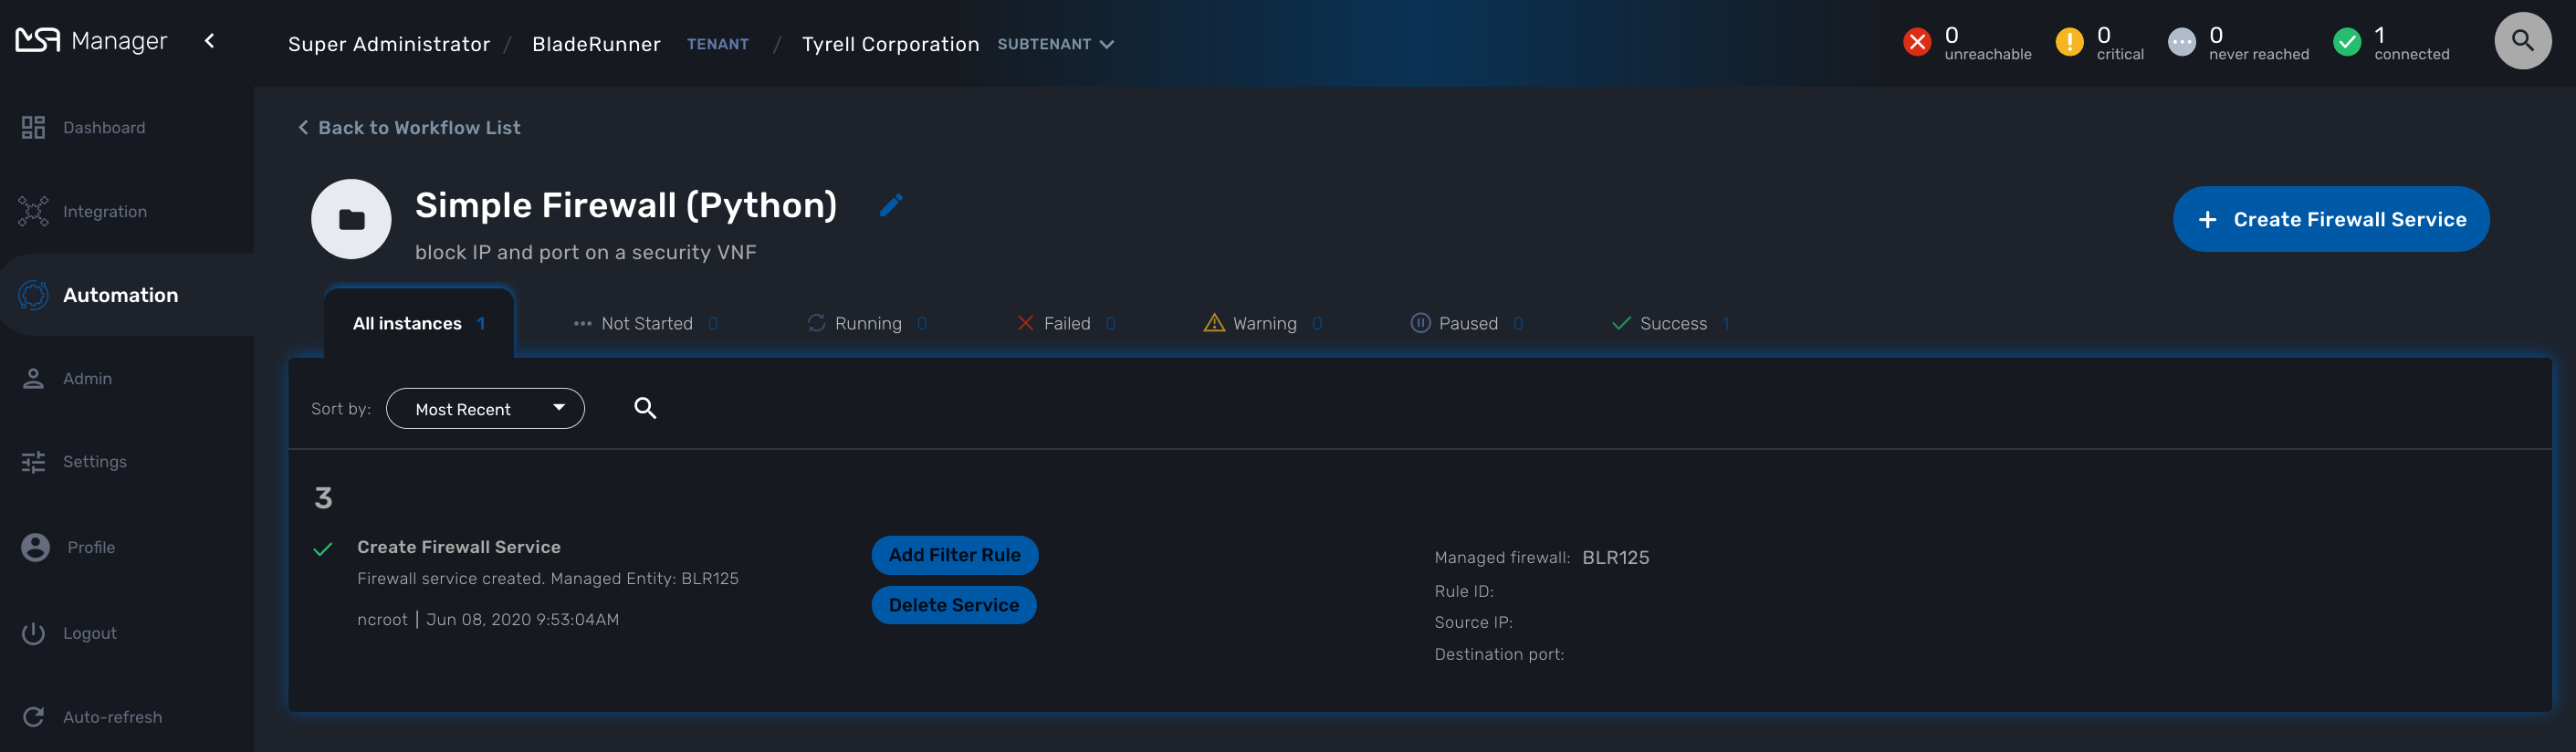 MSA Manager
Super Administrator / BladeRunner TENANT / Tyrell Corporation SUBTENANT
0 unreachable
0 critical
0 never reached
1 connected
Dashboard
Integration
Automation
Admin
Settings
Profile
Logout
Auto-refresh
Back to Workflow List
Simple Firewall (Python)
block IP and port on a security VNF
+ Create Firewall Service
All instances 1
Not Started 0
Running 0
Failed 0
Warning 0
Paused 0
Success 1
Sort by: Most Recent
3
Create Firewall Service
Firewall service created. Managed Entity: BLR125
ncroot | Jun 08, 2020 9:53:04AM
Add Filter Rule
Delete Service
Managed firewall: BLR125
Rule ID:
Source IP:
Destination port: